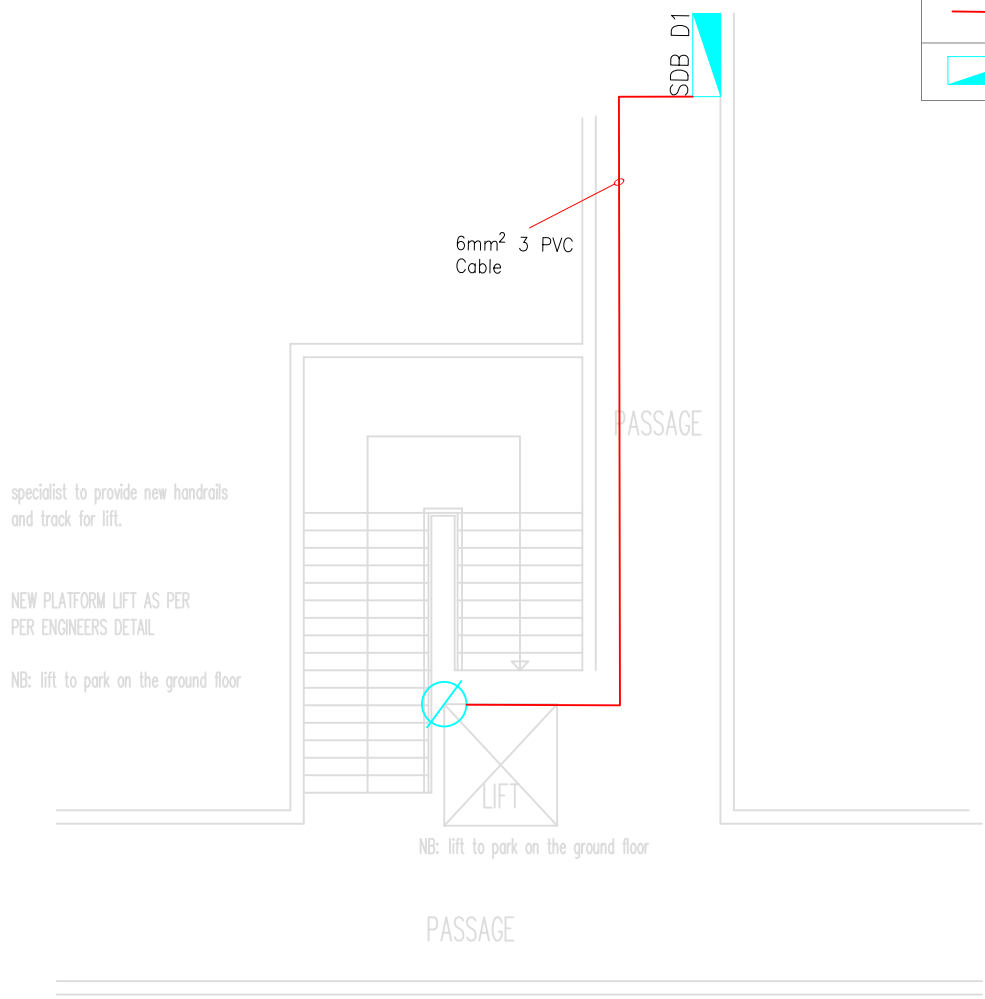 SDB D1
6mm² 3 PVC
Cable
PASSAGE
specialist to provide new handrails
and track for lift.
NEW PLATFORM LIFT AS PER
PER ENGINEERS DETAIL
NB: lift to park on the ground floor
LIFT
NB: lift to park on the ground floor
PASSAGE